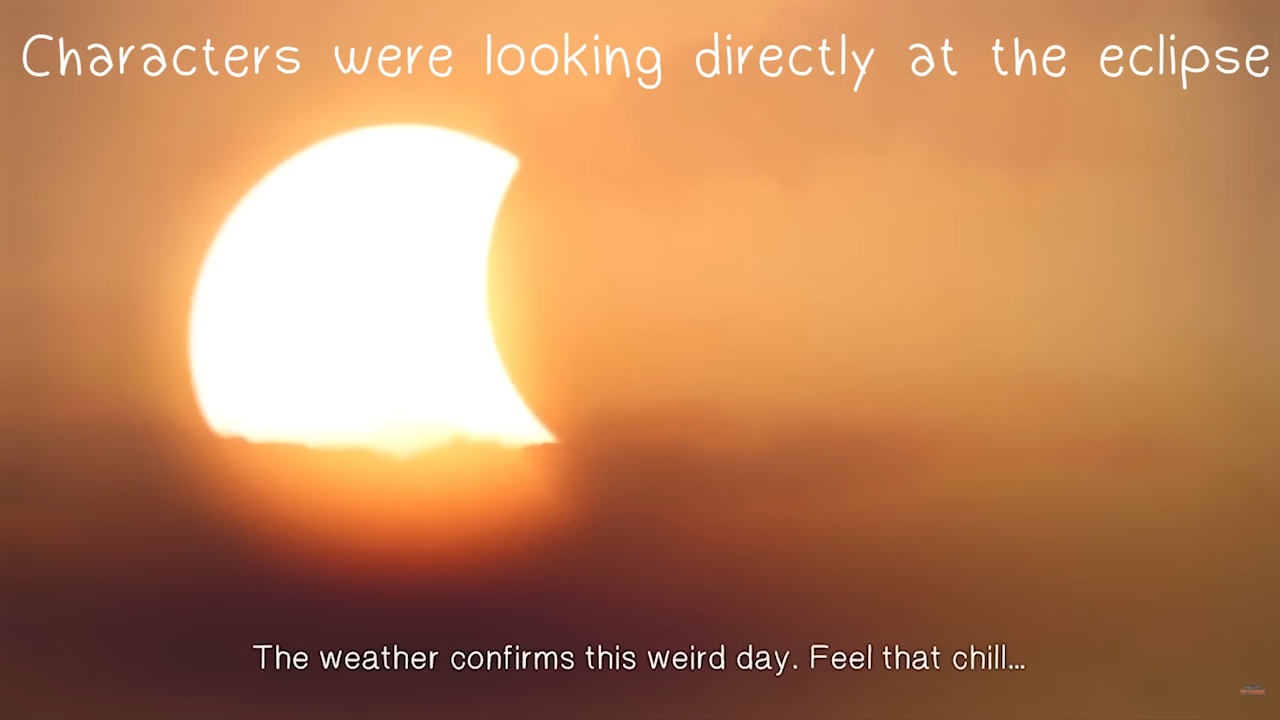 Characters were looking directly at the eclipse
The weather confirms this weird day. Feel that chill...